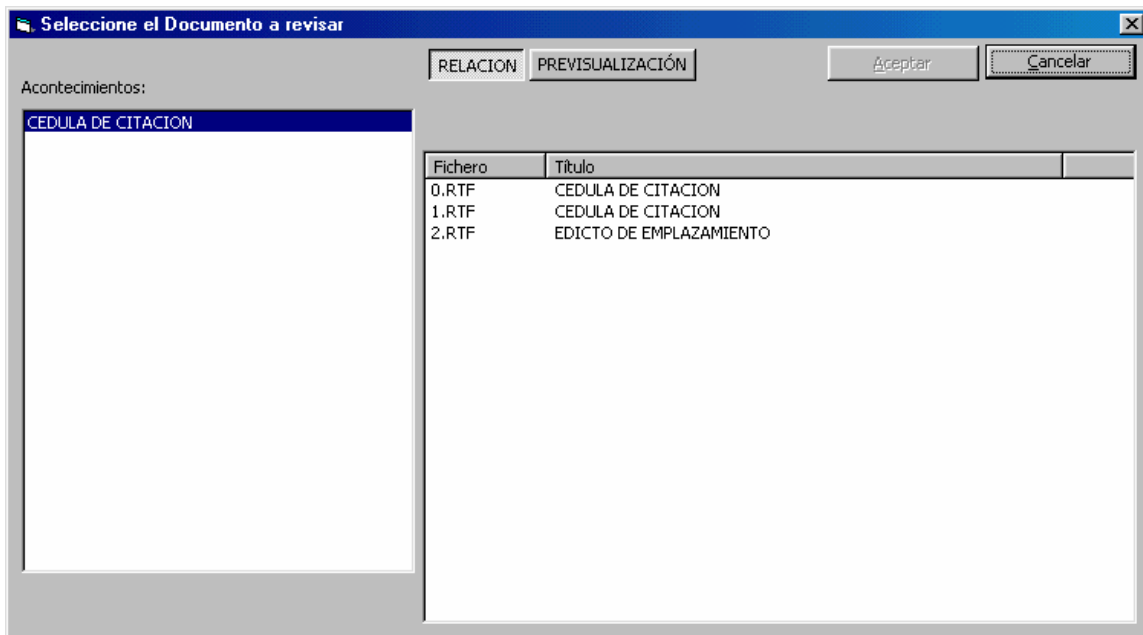 Seleccione el Documento a revisar
RELACION PREVISUALIZACIÓN Aceptar Cancelar
Acontecimientos:
CEDULA DE CITACION
Fichero Título
0.RTF CEDULA DE CITACION
1.RTF CEDULA DE CITACION
2.RTF EDICTO DE EMPLAZAMIENTO